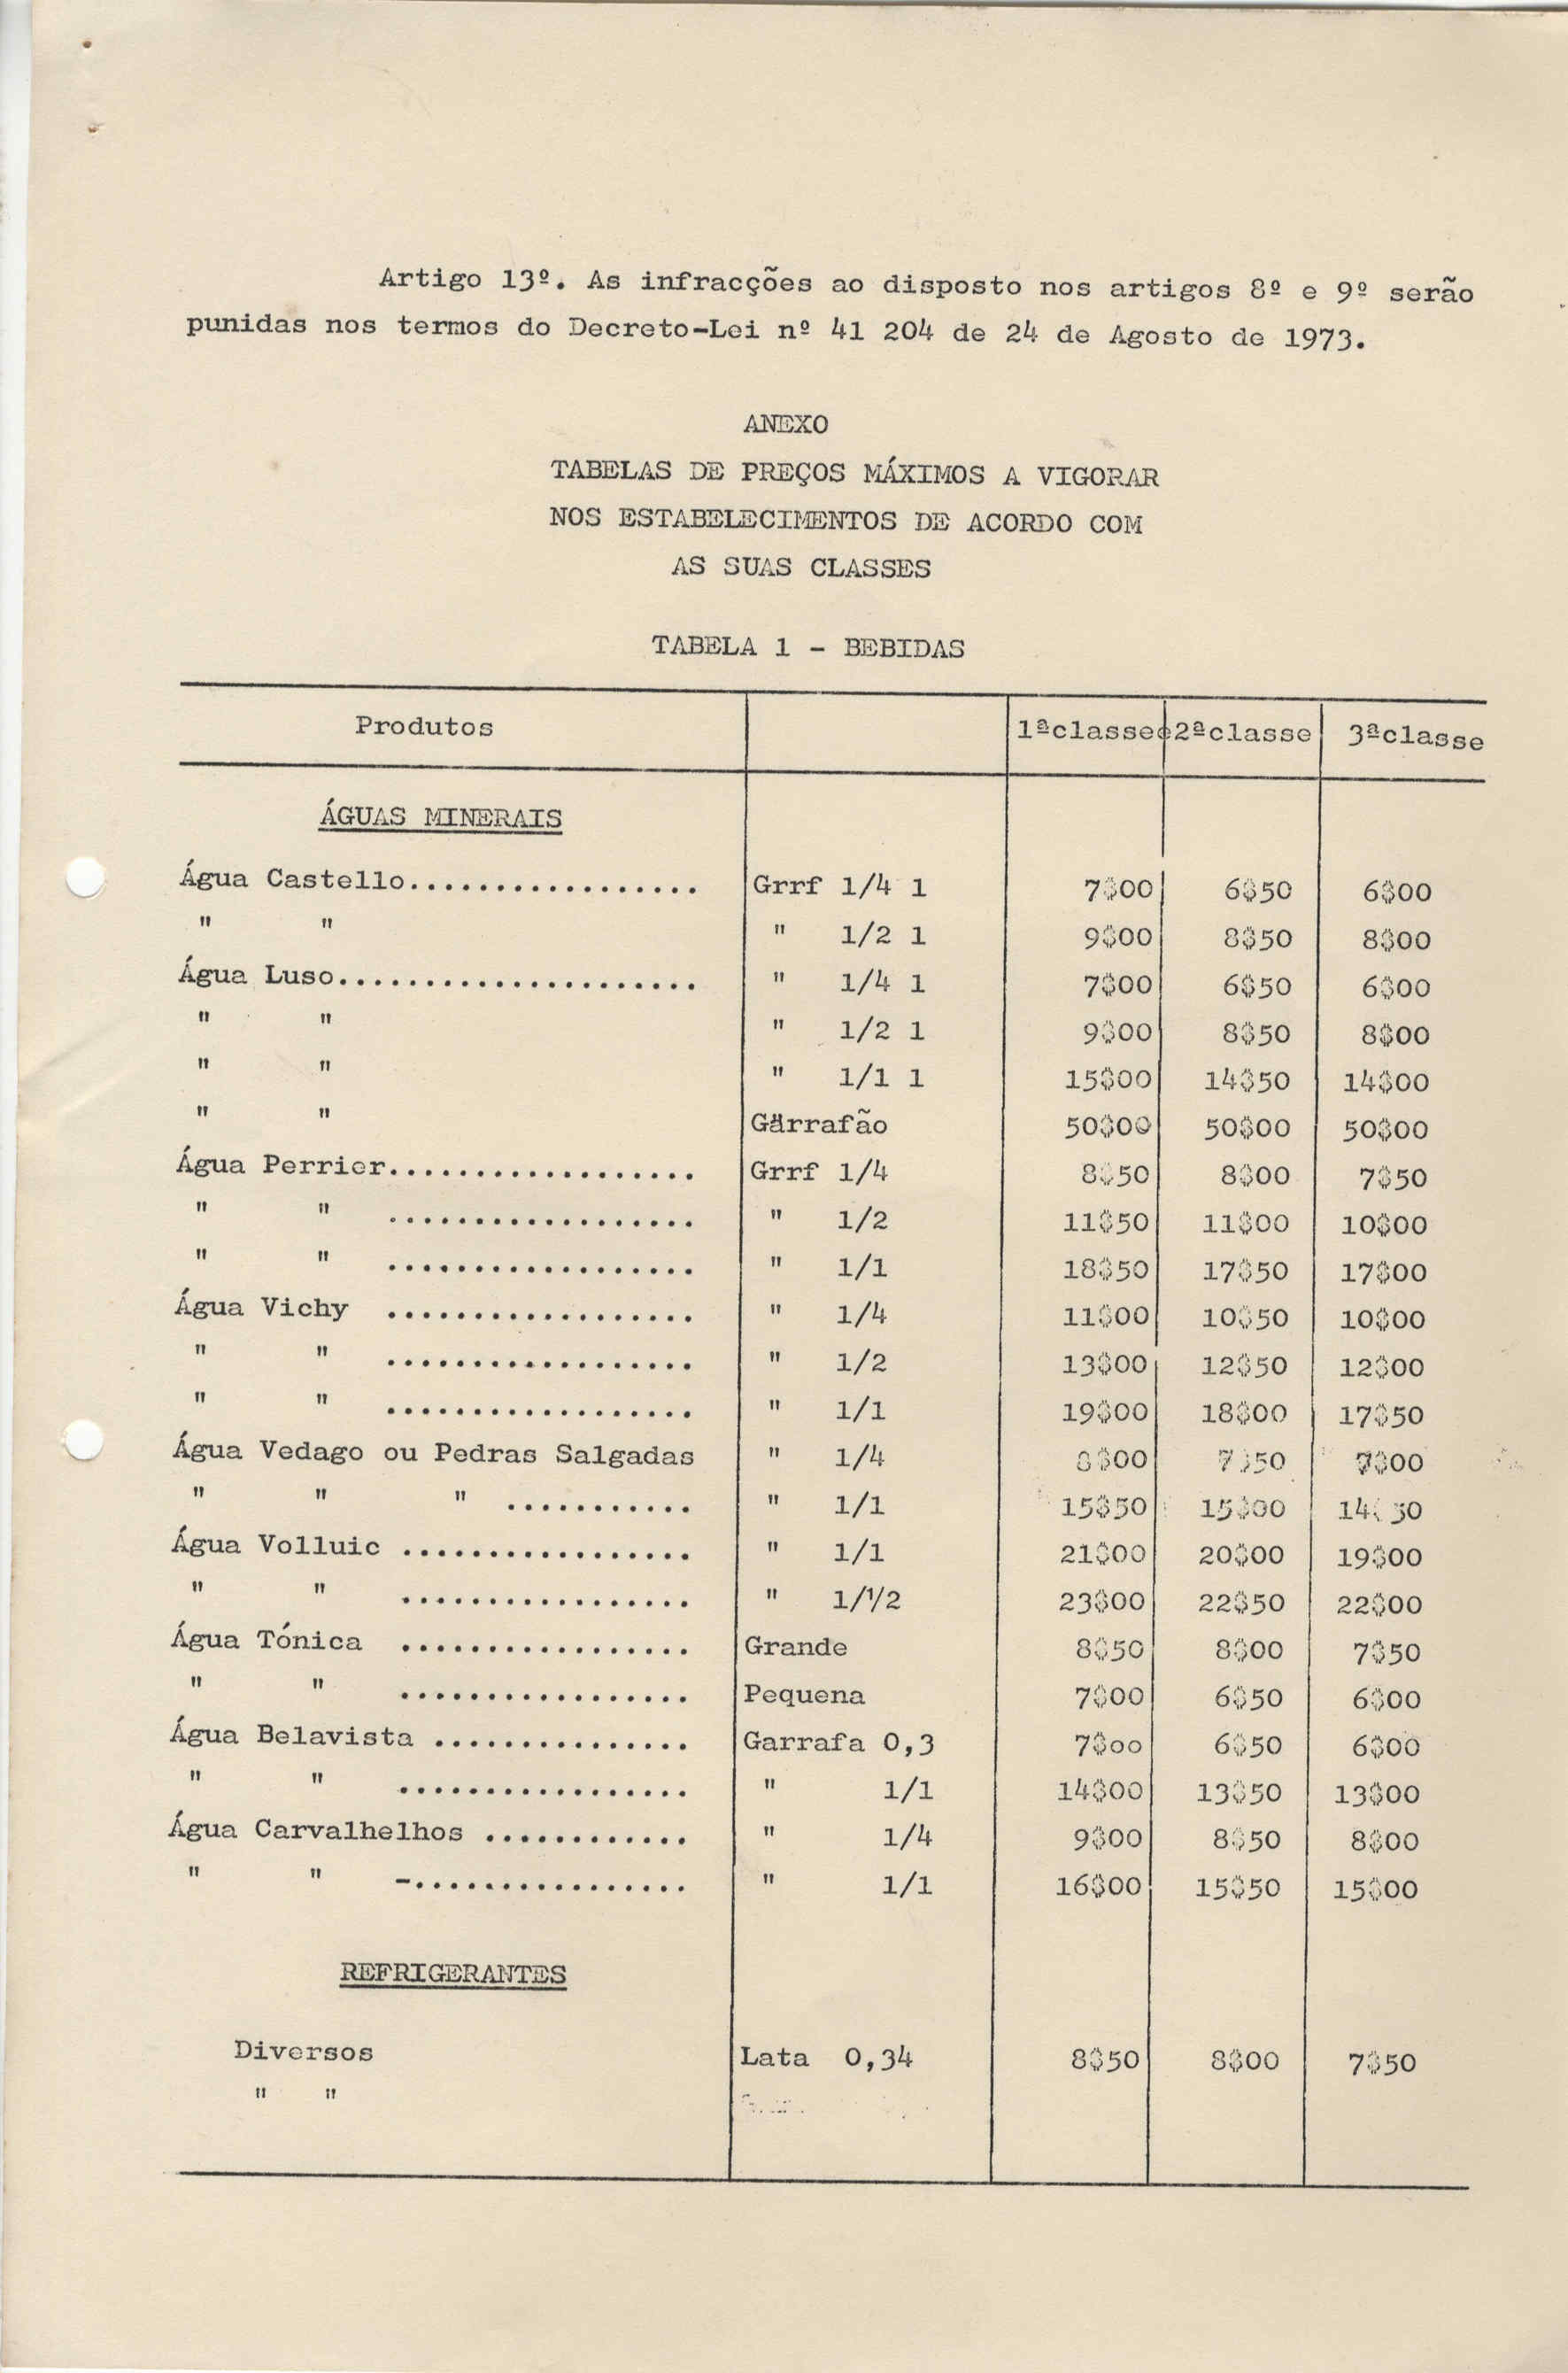 Artigo 13º. As infracções ao disposto nos artigos 8º e 9º serão
punidas nos termos do Decreto-Lei nº 41 204 de 24 de Agosto de 1973.
ANEXO
TABELAS DE PREÇOS MÁXIMOS A VIGORAR
NOS ESTABELECIMENTOS DE ACORDO COM
AS SUAS CLASSES
TABELA 1 - BEBIDAS
Produtos 1ªclasse 2ªclasse 3ªclasse
ÁGUAS MINERAIS
Água Castello................. Grrf 1/4 l 7$00 6$50 6$00
" " " 1/2 l 9$00 8$50 8$00
Água Luso..................... " 1/4 l 7$00 6$50 6$00
" " " 1/2 l 9$00 8$50 8$00
" " " 1/1 l 15$00 14$50 14$00
" " Garrafão 50$00 50$00 50$00
Água Perrier.................. Grrf 1/4 8$50 8$00 7$50
" " .................. " 1/2 11$50 11$00 10$00
" " .................. " 1/1 18$50 17$50 17$00
Água Vichy .................. " 1/4 11$00 10$50 10$00
" " .................. " 1/2 13$00 12$50 12$00
" " .................. " 1/1 19$00 18$00 17$50
Água Vedago ou Pedras Salgadas " 1/4 8$00 7$50 7$00
" " " ........... " 1/1 15$50 15$00 14$50
Água Volluic ................. " 1/1 21$00 20$00 19$00
" " ................. " 1/1/2 23$00 22$50 22$00
Água Tónica ................. Grande 8$50 8$00 7$50
" " ................. Pequena 7$00 6$50 6$00
Água Belavista ............... Garrafa 0,3 7$oo 6$50 6$00
" " ................. " 1/1 14$00 13$50 13$00
Água Carvalhelhos ............ " 1/4 9$00 8$50 8$00
" " -................ " 1/1 16$00 15$50 15$00
REFRIGERANTES
Diversos Lata 0,34 8$50 8$00 7$50
" "